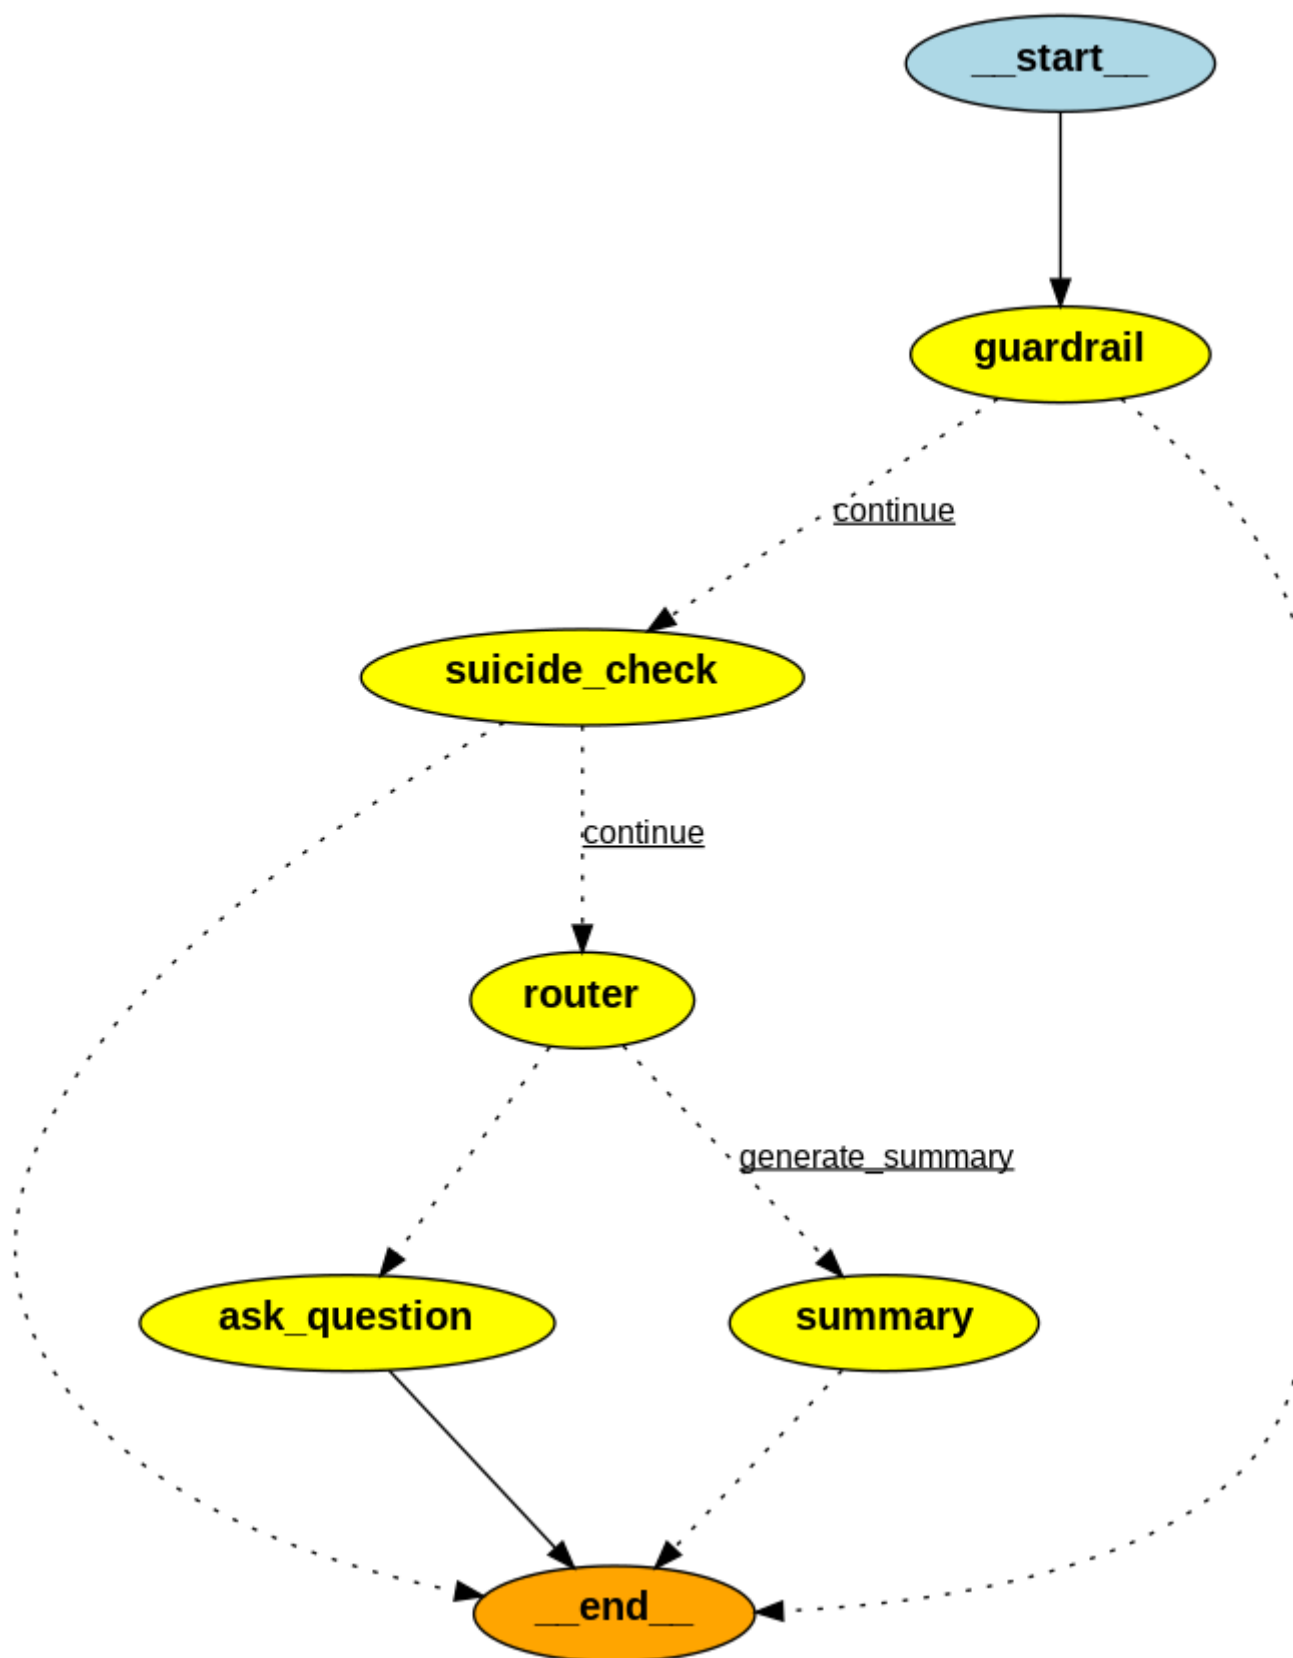 __start__
guardrail
continue
suicide_check
continue
router
generate_summary
ask_question
summary
__end__